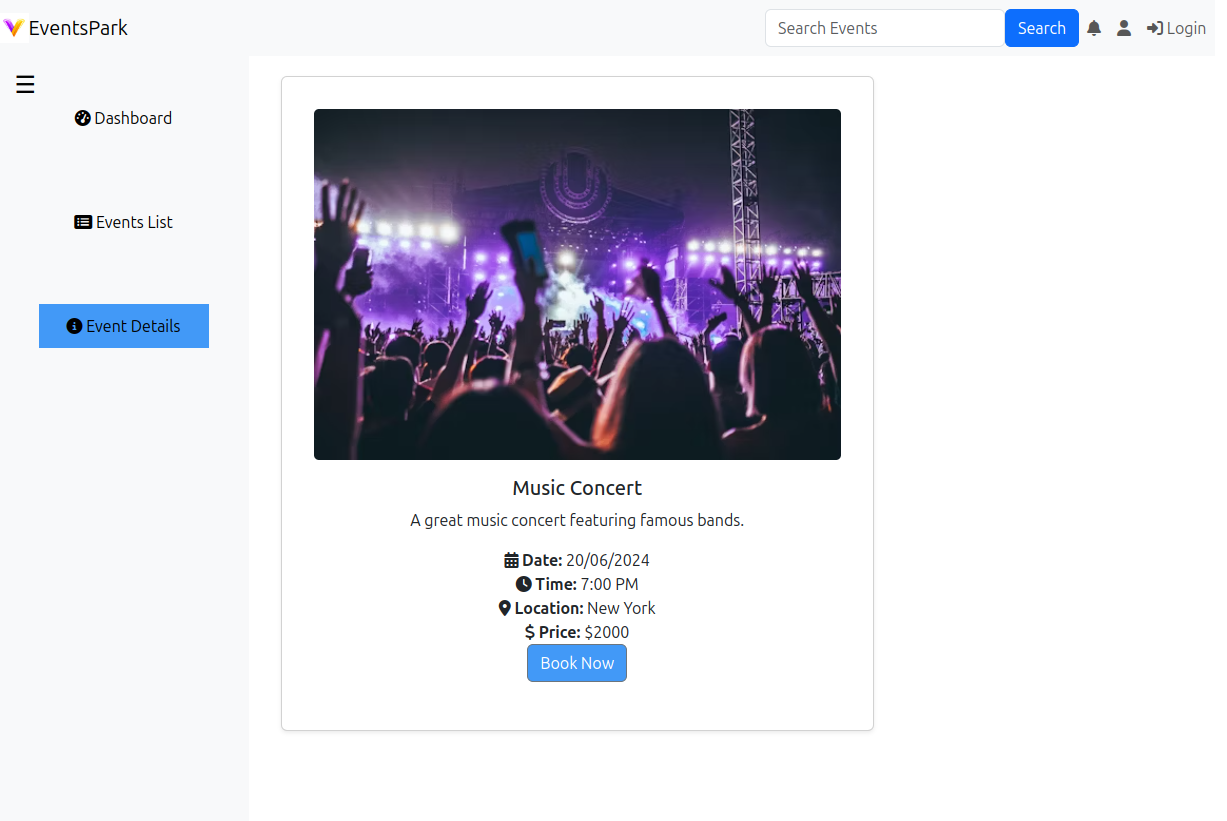 EventsPark
Search Events
Search
Login
Dashboard
Events List
Event Details
Music Concert
A great music concert featuring famous bands.
Date: 20/06/2024
Time: 7:00 PM
Location: New York
$ Price: $2000
Book Now